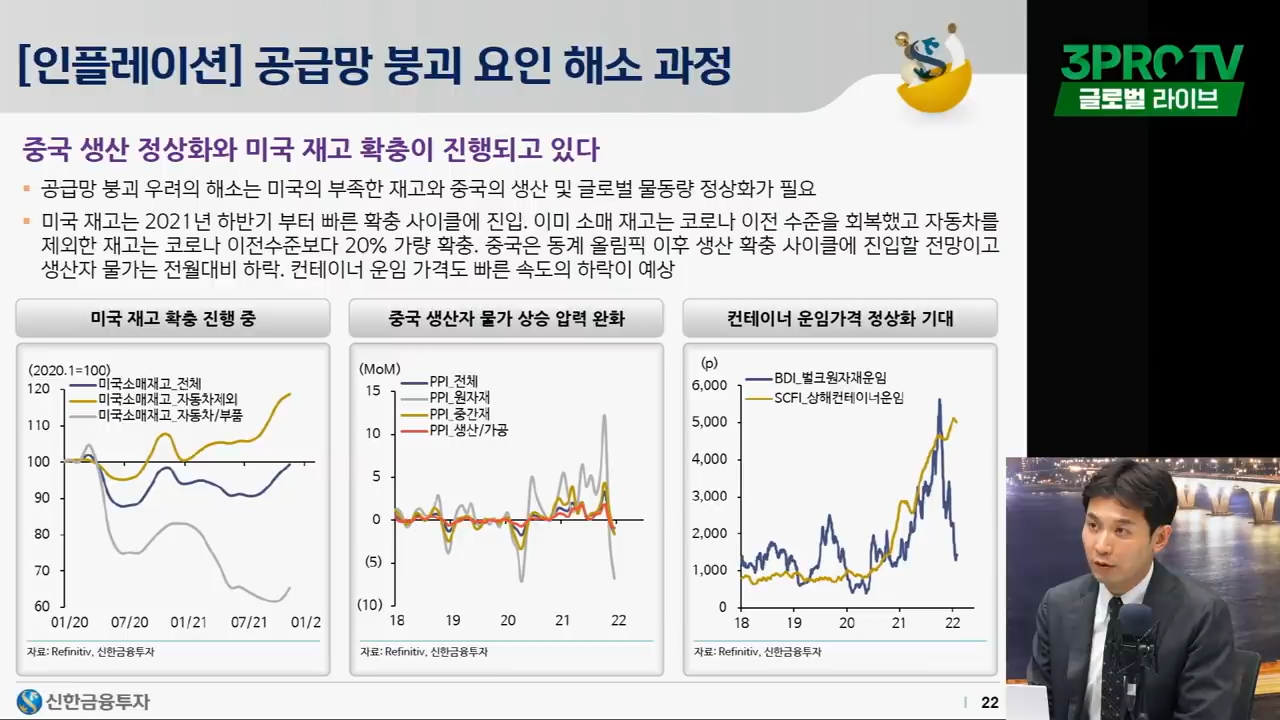 [인플레이션] 공급망 붕괴 요인 해소 과정
3PRO TV
글로벌 라이브
중국 생산 정상화와 미국 재고 확충이 진행되고 있다
공급망 붕괴 우려의 해소는 미국의 부족한 재고와 중국의 생산 및 글로벌 물동량 정상화가 필요
미국 재고는 2021년 하반기 부터 빠른 확충 사이클에 진입. 이미 소매 재고는 코로나 이전 수준을 회복했고 자동차를
제외한 재고는 코로나 이전수준보다 20% 가량 확충. 중국은 동계 올림픽 이후 생산 확충 사이클에 진입할 전망이고
생산자 물가는 전월대비 하락. 컨테이너 운임 가격도 빠른 속도의 하락이 예상
미국 재고 확충 진행 중
(2020.1=100)
미국소매재고_전체
미국소매재고_자동차제외
미국소매재고_자동차/부품
120
110
100
90
80
70
60
01/20 07/20 01/21 07/21 01/2
자료: Refinitiv, 신한금융투자
중국 생산자 물가 상승 압력 완화
(MoM)
PPI_전체
PPI_원자재
PPI_중간재
PPI_생산/가공
15
10
5
0
(5)
(10)
18 19 20 21 22
자료: Refinitiv, 신한금융투자
컨테이너 운임가격 정상화 기대
(p)
BDI_벌크원자재운임
SCFI_상해컨테이너운임
6,000
5,000
4,000
3,000
2,000
1,000
0
18 19 20 21 22
자료: Refinitiv, 신한금융투자
신한금융투자
22